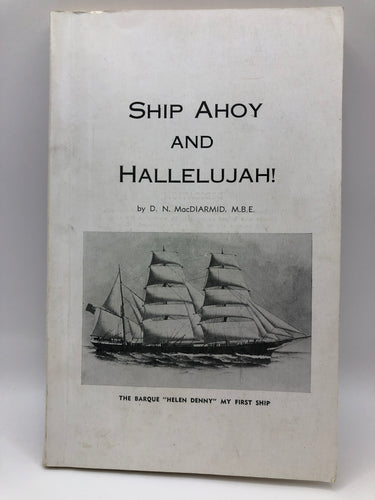 SHIP AHOY
AND
HALLELUJAH!
by D. N. MacDIARMID, M.B.E.
THE BARQUE "HELEN DENNY" MY FIRST SHIP